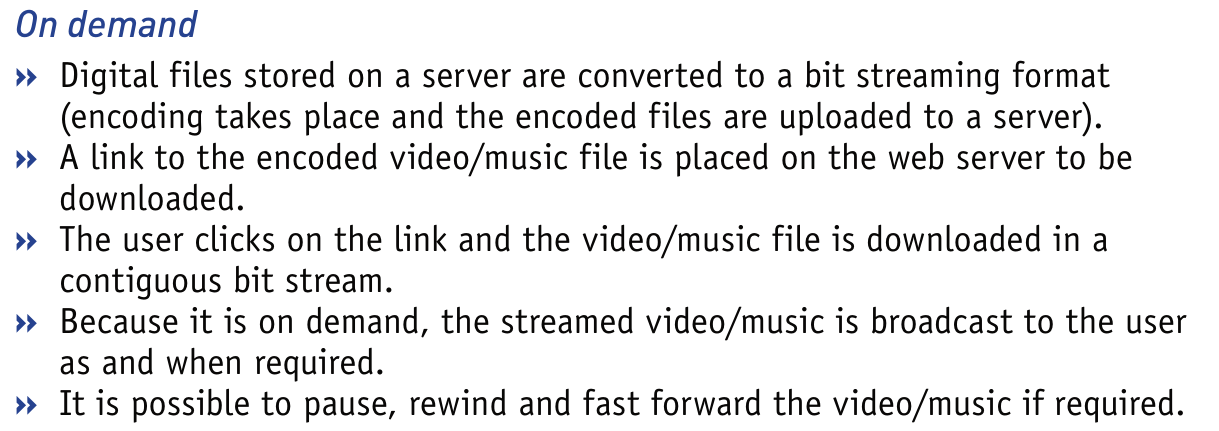 On demand
» Digital files stored on a server are converted to a bit streaming format
(encoding takes place and the encoded files are uploaded to a server).
» A link to the encoded video/music file is placed on the web server to be
downloaded.
» The user clicks on the link and the video/music file is downloaded in a
contiguous bit stream.
» Because it is on demand, the streamed video/music is broadcast to the user
as and when required.
» It is possible to pause, rewind and fast forward the video/music if required.